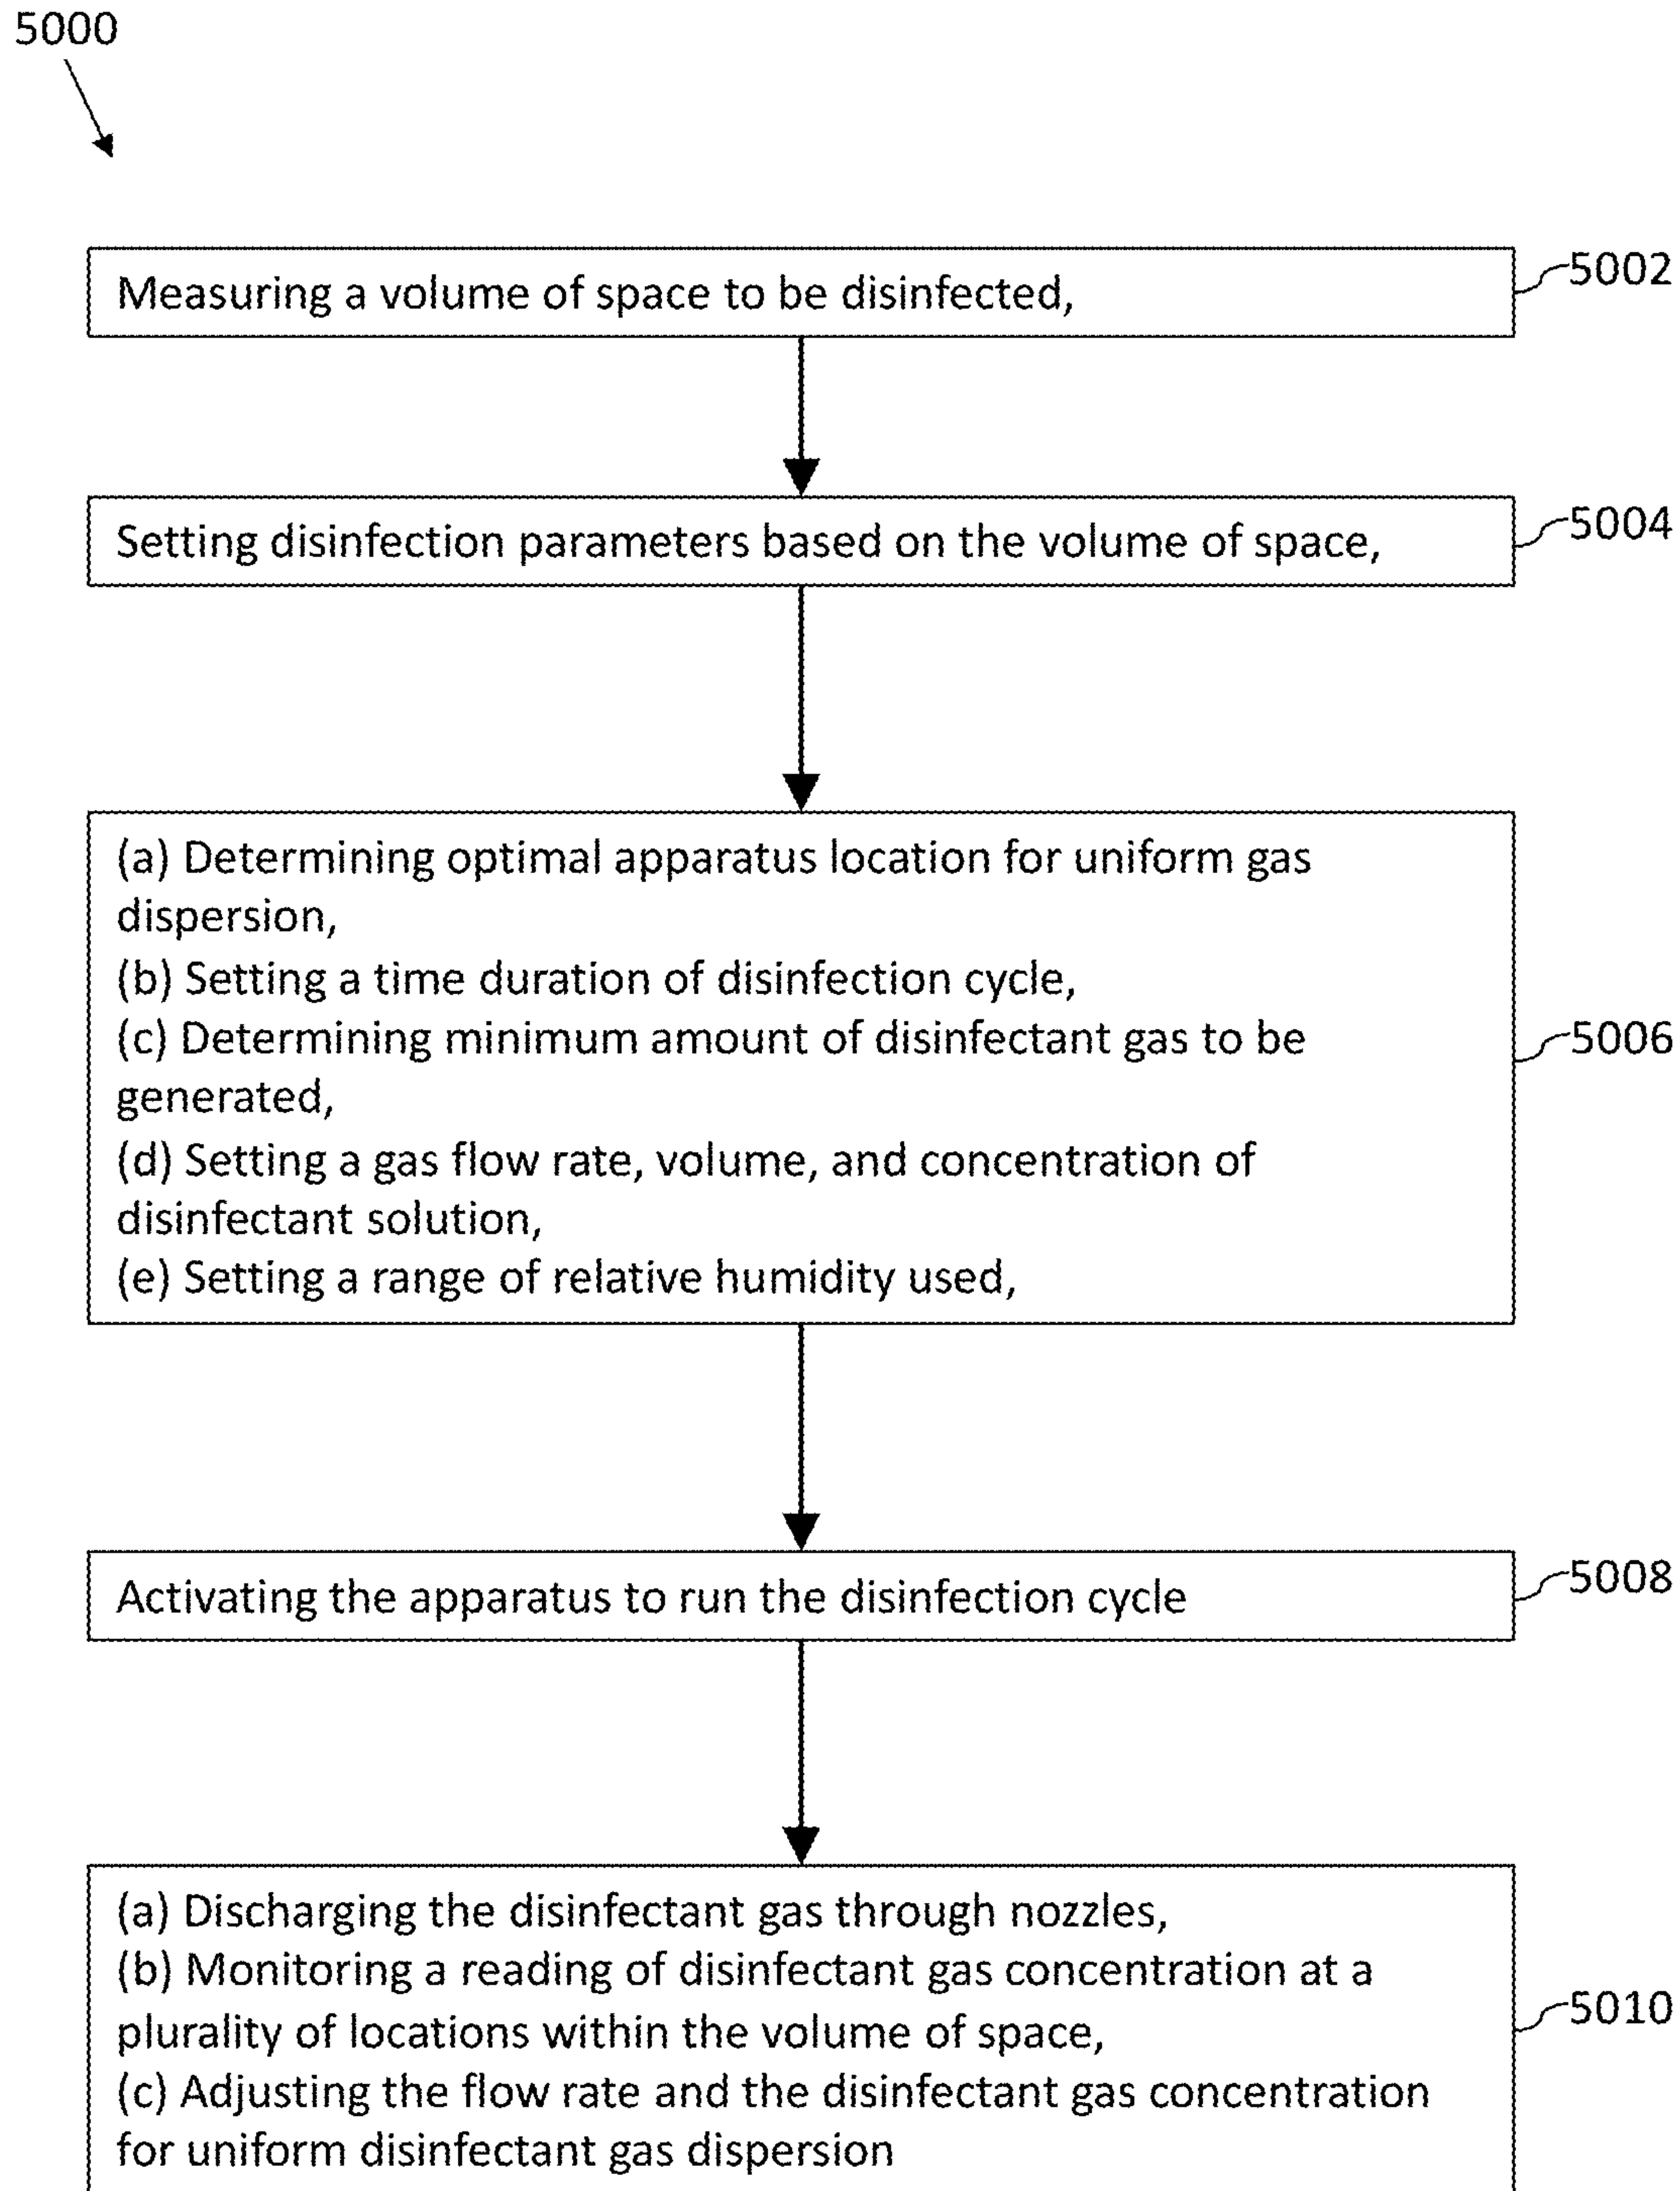 5000
Measuring a volume of space to be disinfected,
5002
Setting disinfection parameters based on the volume of space,
5004
(a) Determining optimal apparatus location for uniform gas
dispersion,
(b) Setting a time duration of disinfection cycle,
(c) Determining minimum amount of disinfectant gas to be
generated,
(d) Setting a gas flow rate, volume, and concentration of
disinfectant solution,
(e) Setting a range of relative humidity used,
5006
Activating the apparatus to run the disinfection cycle
5008
(a) Discharging the disinfectant gas through nozzles,
(b) Monitoring a reading of disinfectant gas concentration at a
plurality of locations within the volume of space,
(c) Adjusting the flow rate and the disinfectant gas concentration
for uniform disinfectant gas dispersion
5010